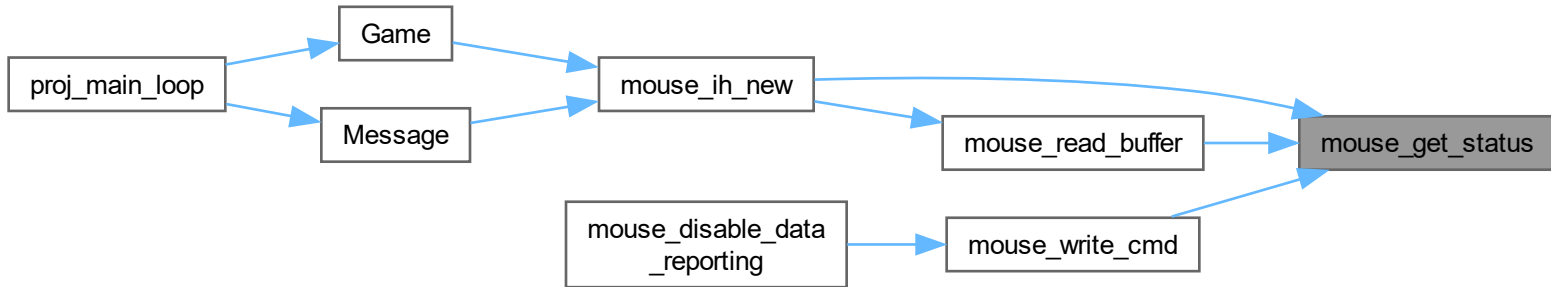 Game
proj_main_loop
mouse_ih_new
Message
mouse_read_buffer
mouse_get_status
mouse_disable_data
_reporting
mouse_write_cmd